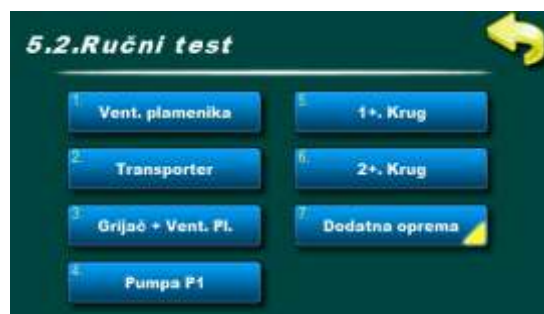 5.2.Ručni test
1. Vent. plamenika
2. Transporter
3. Grijač + Vent. Pl.
4. Pumpa P1
5. 1+. Krug
6. 2+. Krug
7. Dodatna oprema